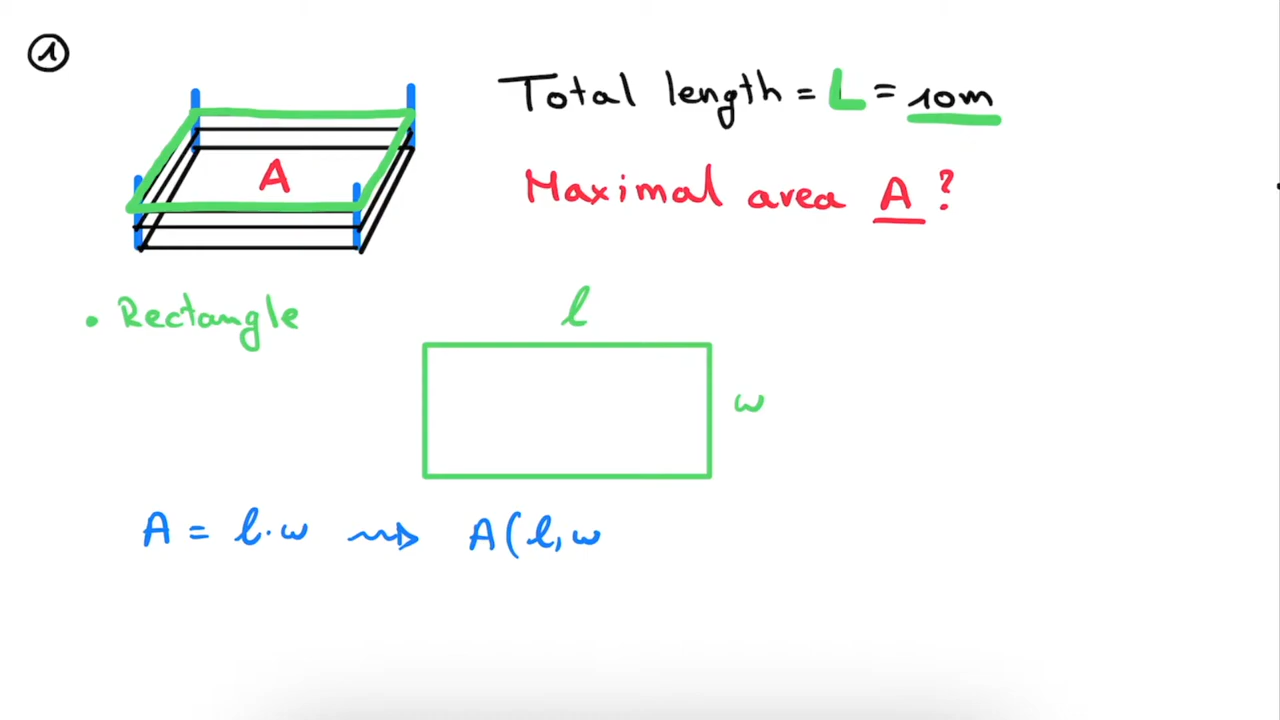 ①
Total length = L = 10m
A
Maximal area A ?
• Rectangle
l
w
A = l·w ⇝ A(l, w